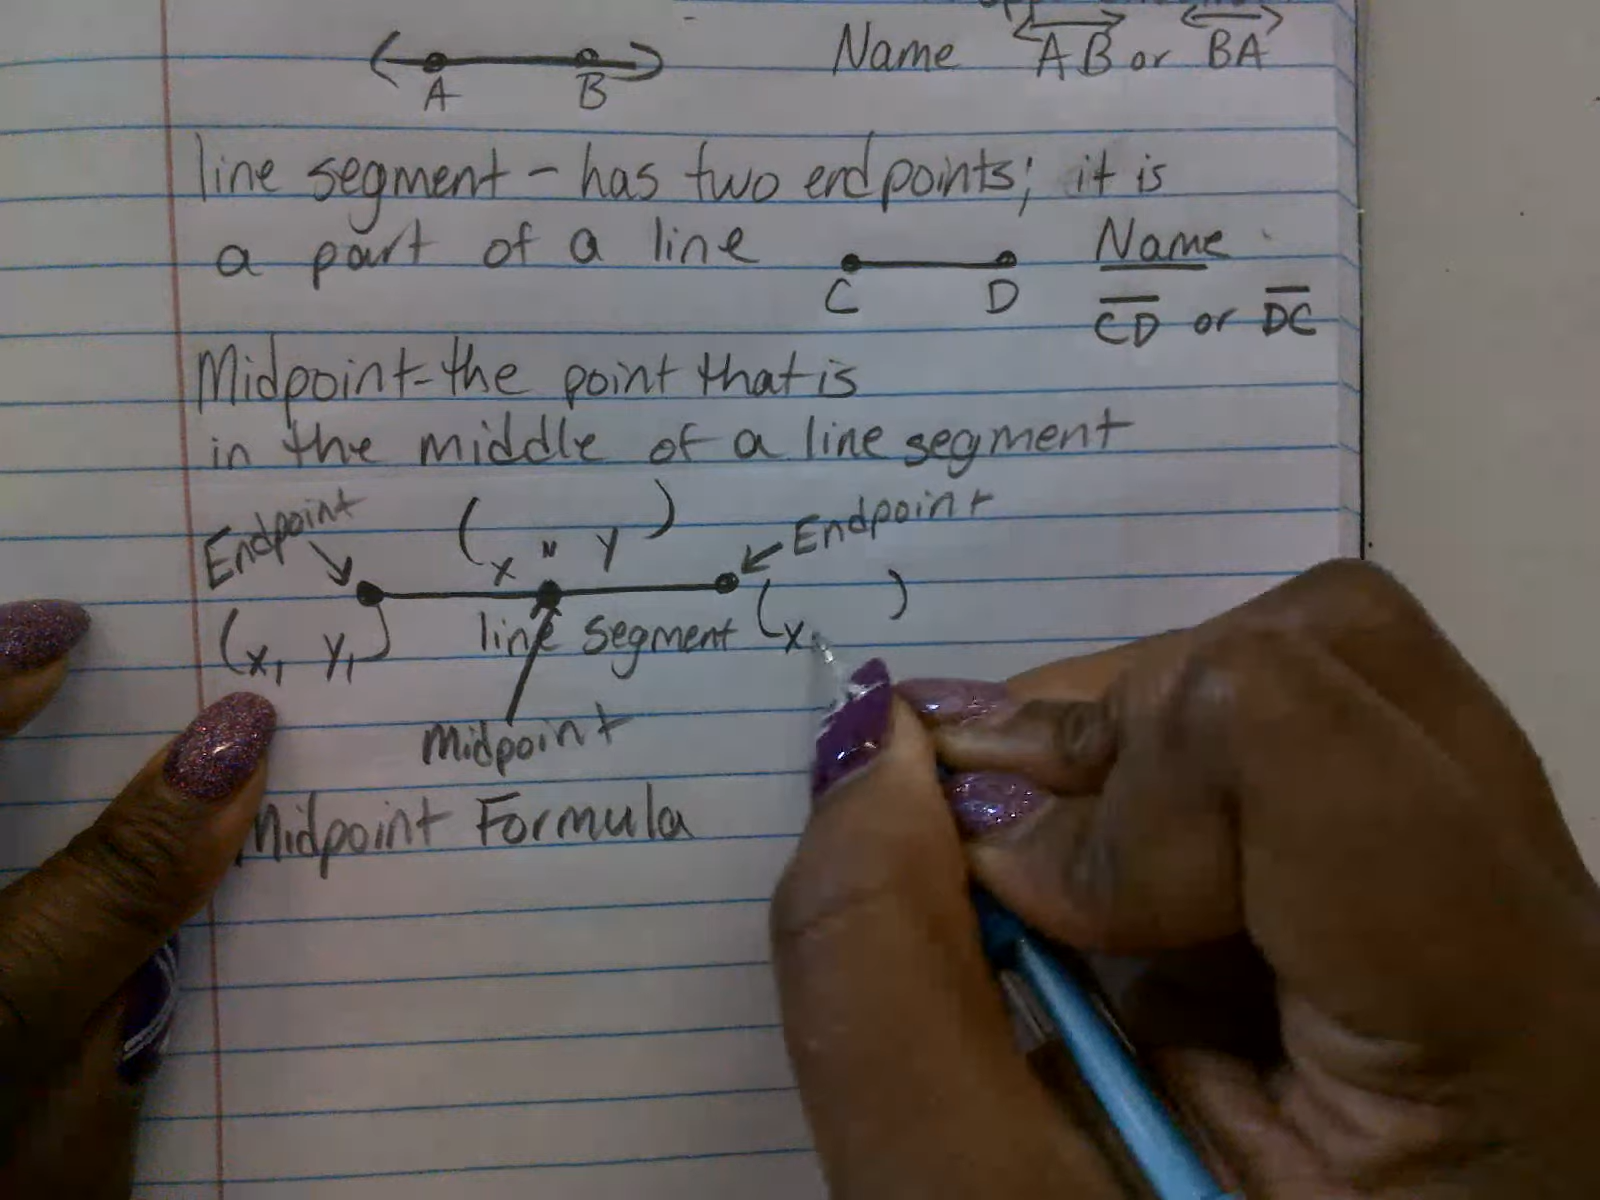 Name AB or BA
A B
line segment - has two endpoints; it is
a part of a line
Name
C D
CD or DC
Midpoint - the point that is
in the middle of a line segment
Endpoint
( x , y )
Endpoint
(x1 y1)
line segment
(x )
Midpoint
Midpoint Formula